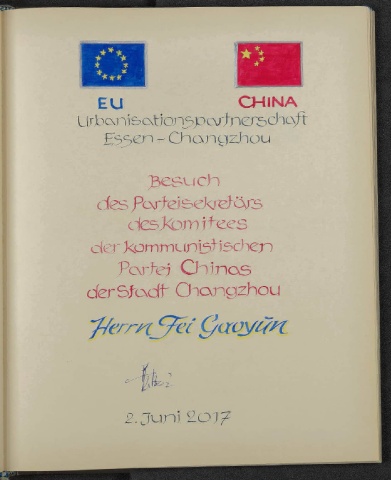 EU CHINA
Urbanisationspartnerschaft
Essen-Changzhou
Besuch
des Parteisekretärs
des Komitees
der kommunistischen
Partei Chinas
der Stadt Changzhou
Herrn Fei Gaoyün
2. Juni 2017